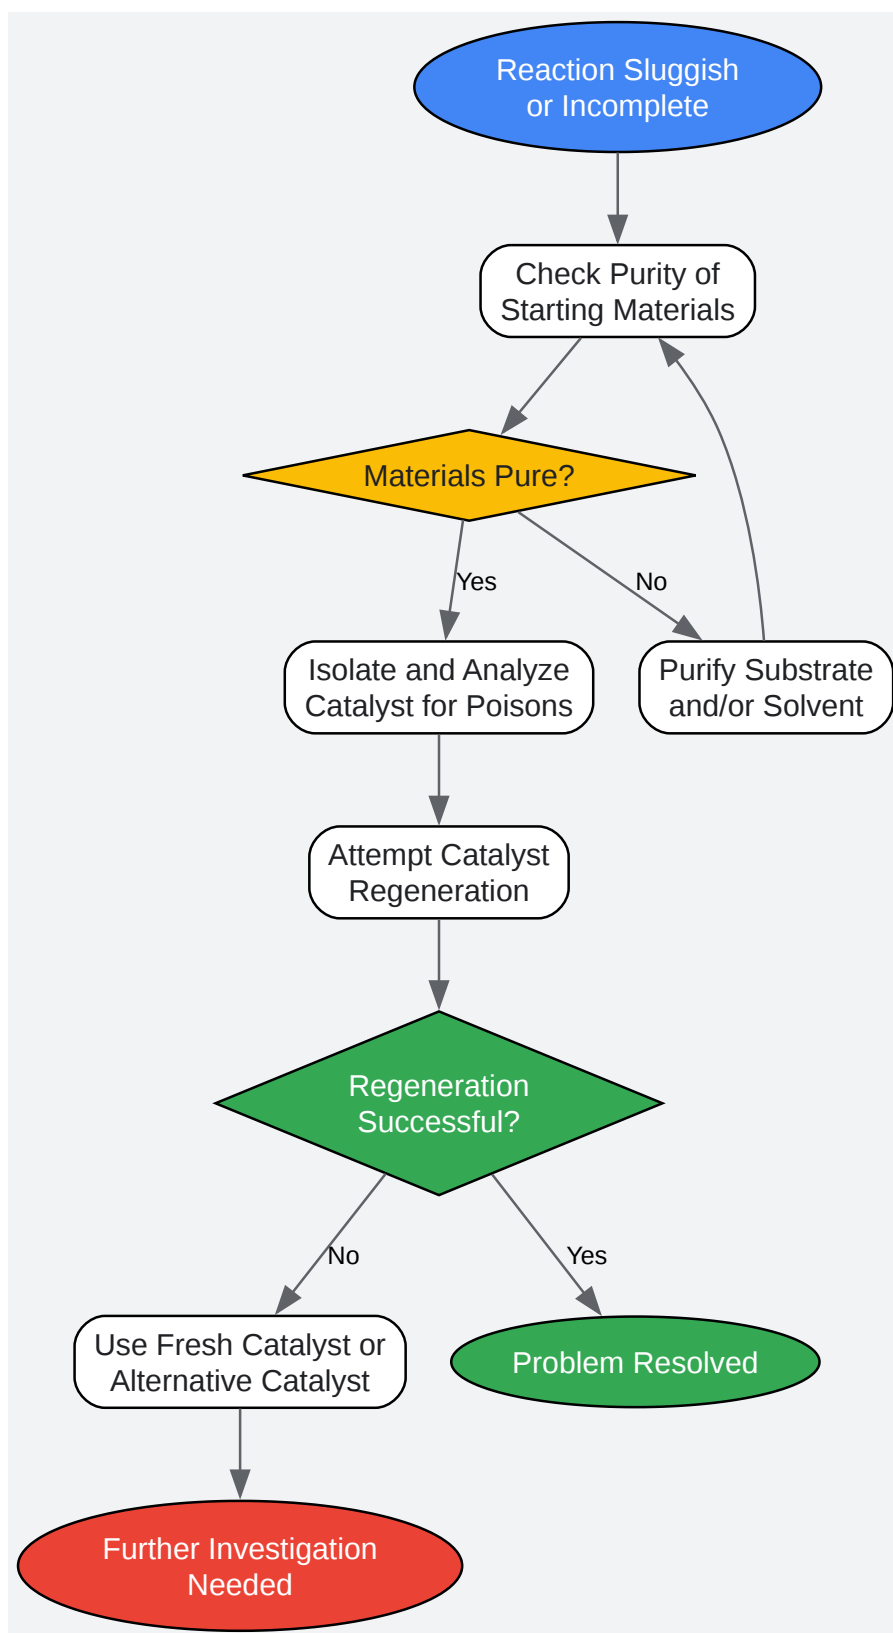 Reaction Sluggish
or Incomplete
Check Purity of
Starting Materials
Materials Pure?
Yes
No
Isolate and Analyze
Catalyst for Poisons
Purify Substrate
and/or Solvent
Attempt Catalyst
Regeneration
Regeneration
Successful?
No
Yes
Use Fresh Catalyst or
Alternative Catalyst
Problem Resolved
Further Investigation
Needed